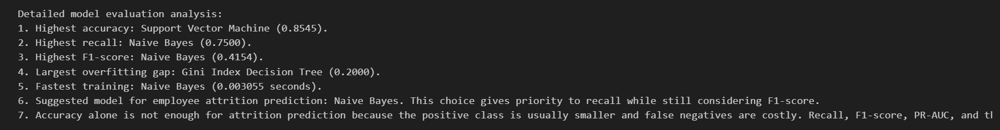 Detailed model evaluation analysis:
1. Highest accuracy: Support Vector Machine (0.8545).
2. Highest recall: Naive Bayes (0.7500).
3. Highest F1-score: Naive Bayes (0.4154).
4. Largest overfitting gap: Gini Index Decision Tree (0.2000).
5. Fastest training: Naive Bayes (0.003055 seconds).
6. Suggested model for employee attrition prediction: Naive Bayes. This choice gives priority to recall while still considering F1-score.
7. Accuracy alone is not enough for attrition prediction because the positive class is usually smaller and false negatives are costly. Recall, F1-score, PR-AUC, and